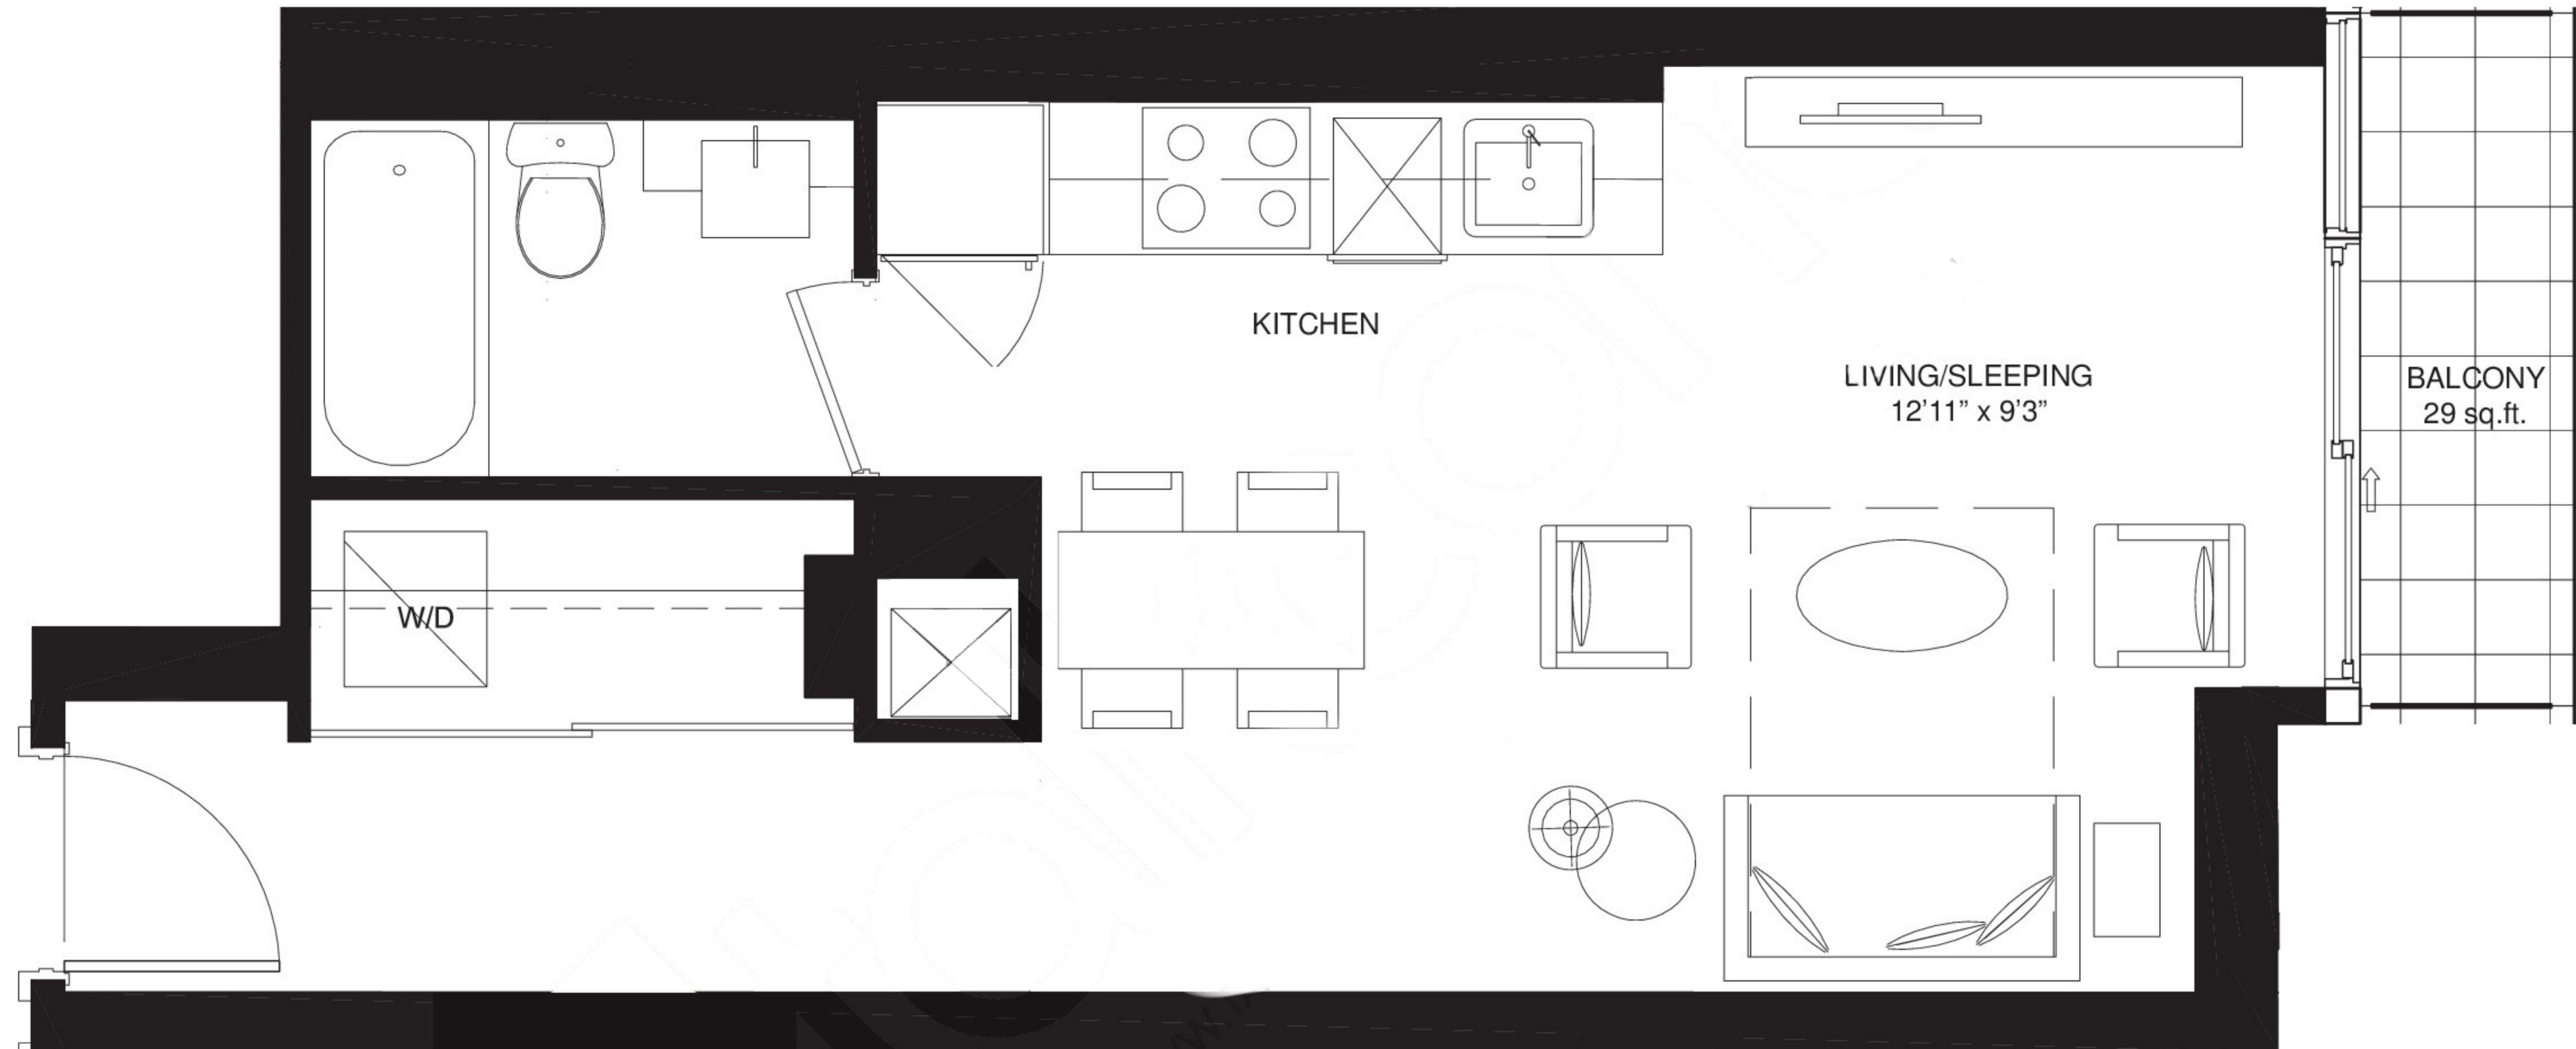 KITCHEN
LIVING/SLEEPING
12'11” x 9'3”
BALCONY
29 sq.ft.
W/D